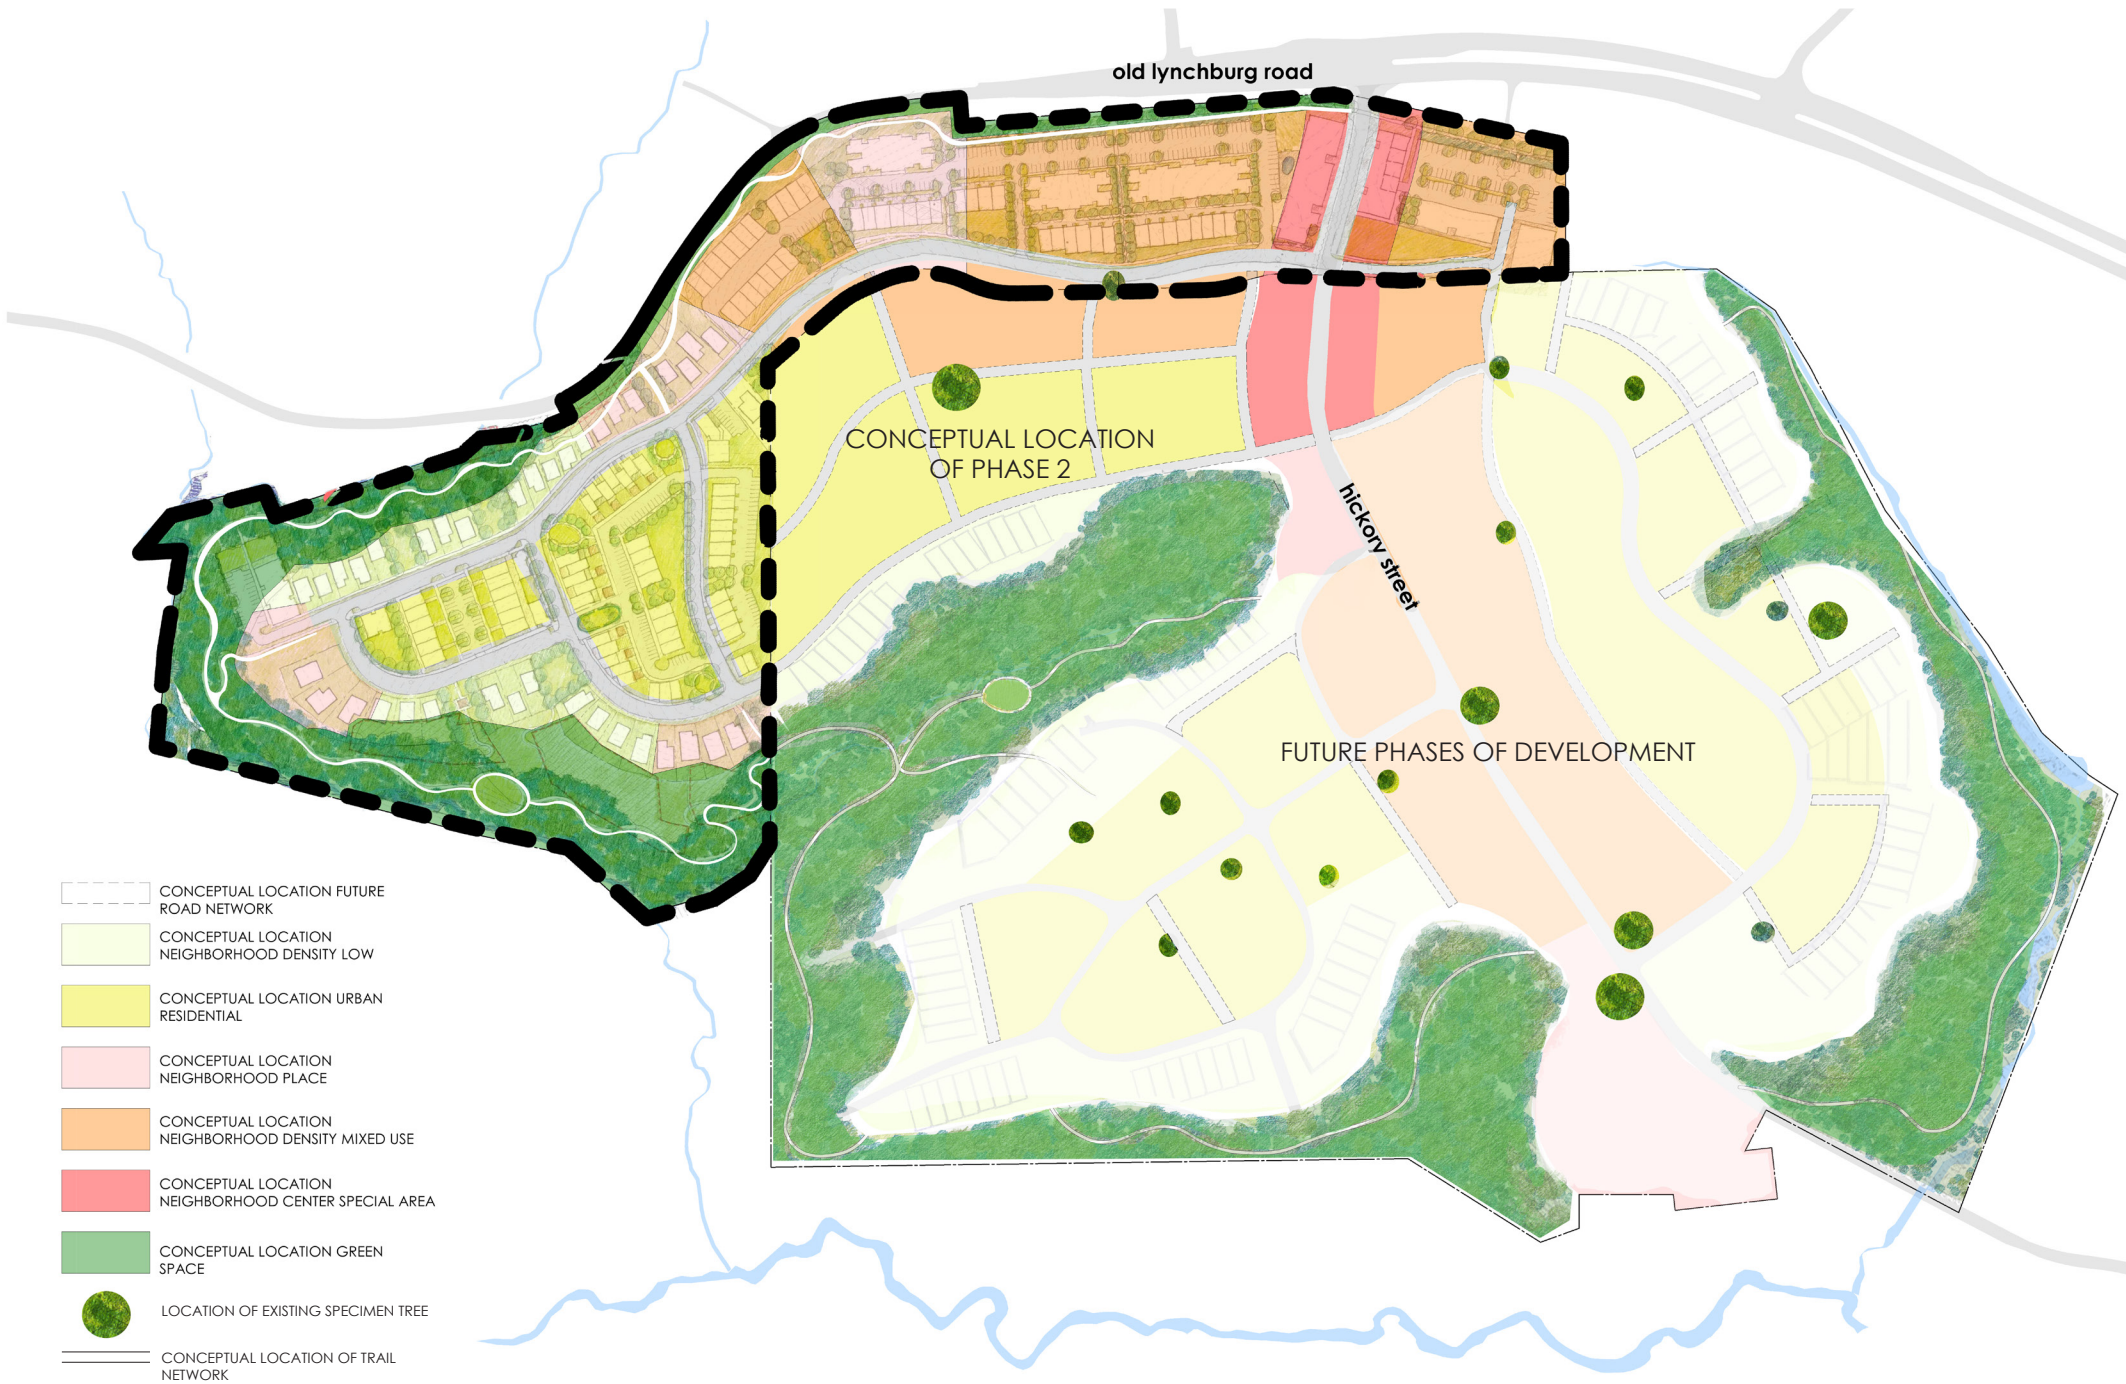 old lynchburg road
CONCEPTUAL LOCATION
OF PHASE 2
hickory street
FUTURE PHASES OF DEVELOPMENT
CONCEPTUAL LOCATION FUTURE
ROAD NETWORK
CONCEPTUAL LOCATION
NEIGHBORHOOD DENSITY LOW
CONCEPTUAL LOCATION URBAN
RESIDENTIAL
CONCEPTUAL LOCATION
NEIGHBORHOOD PLACE
CONCEPTUAL LOCATION
NEIGHBORHOOD DENSITY MIXED USE
CONCEPTUAL LOCATION
NEIGHBORHOOD CENTER SPECIAL AREA
CONCEPTUAL LOCATION GREEN
SPACE
LOCATION OF EXISTING SPECIMEN TREE
CONCEPTUAL LOCATION OF TRAIL
NETWORK